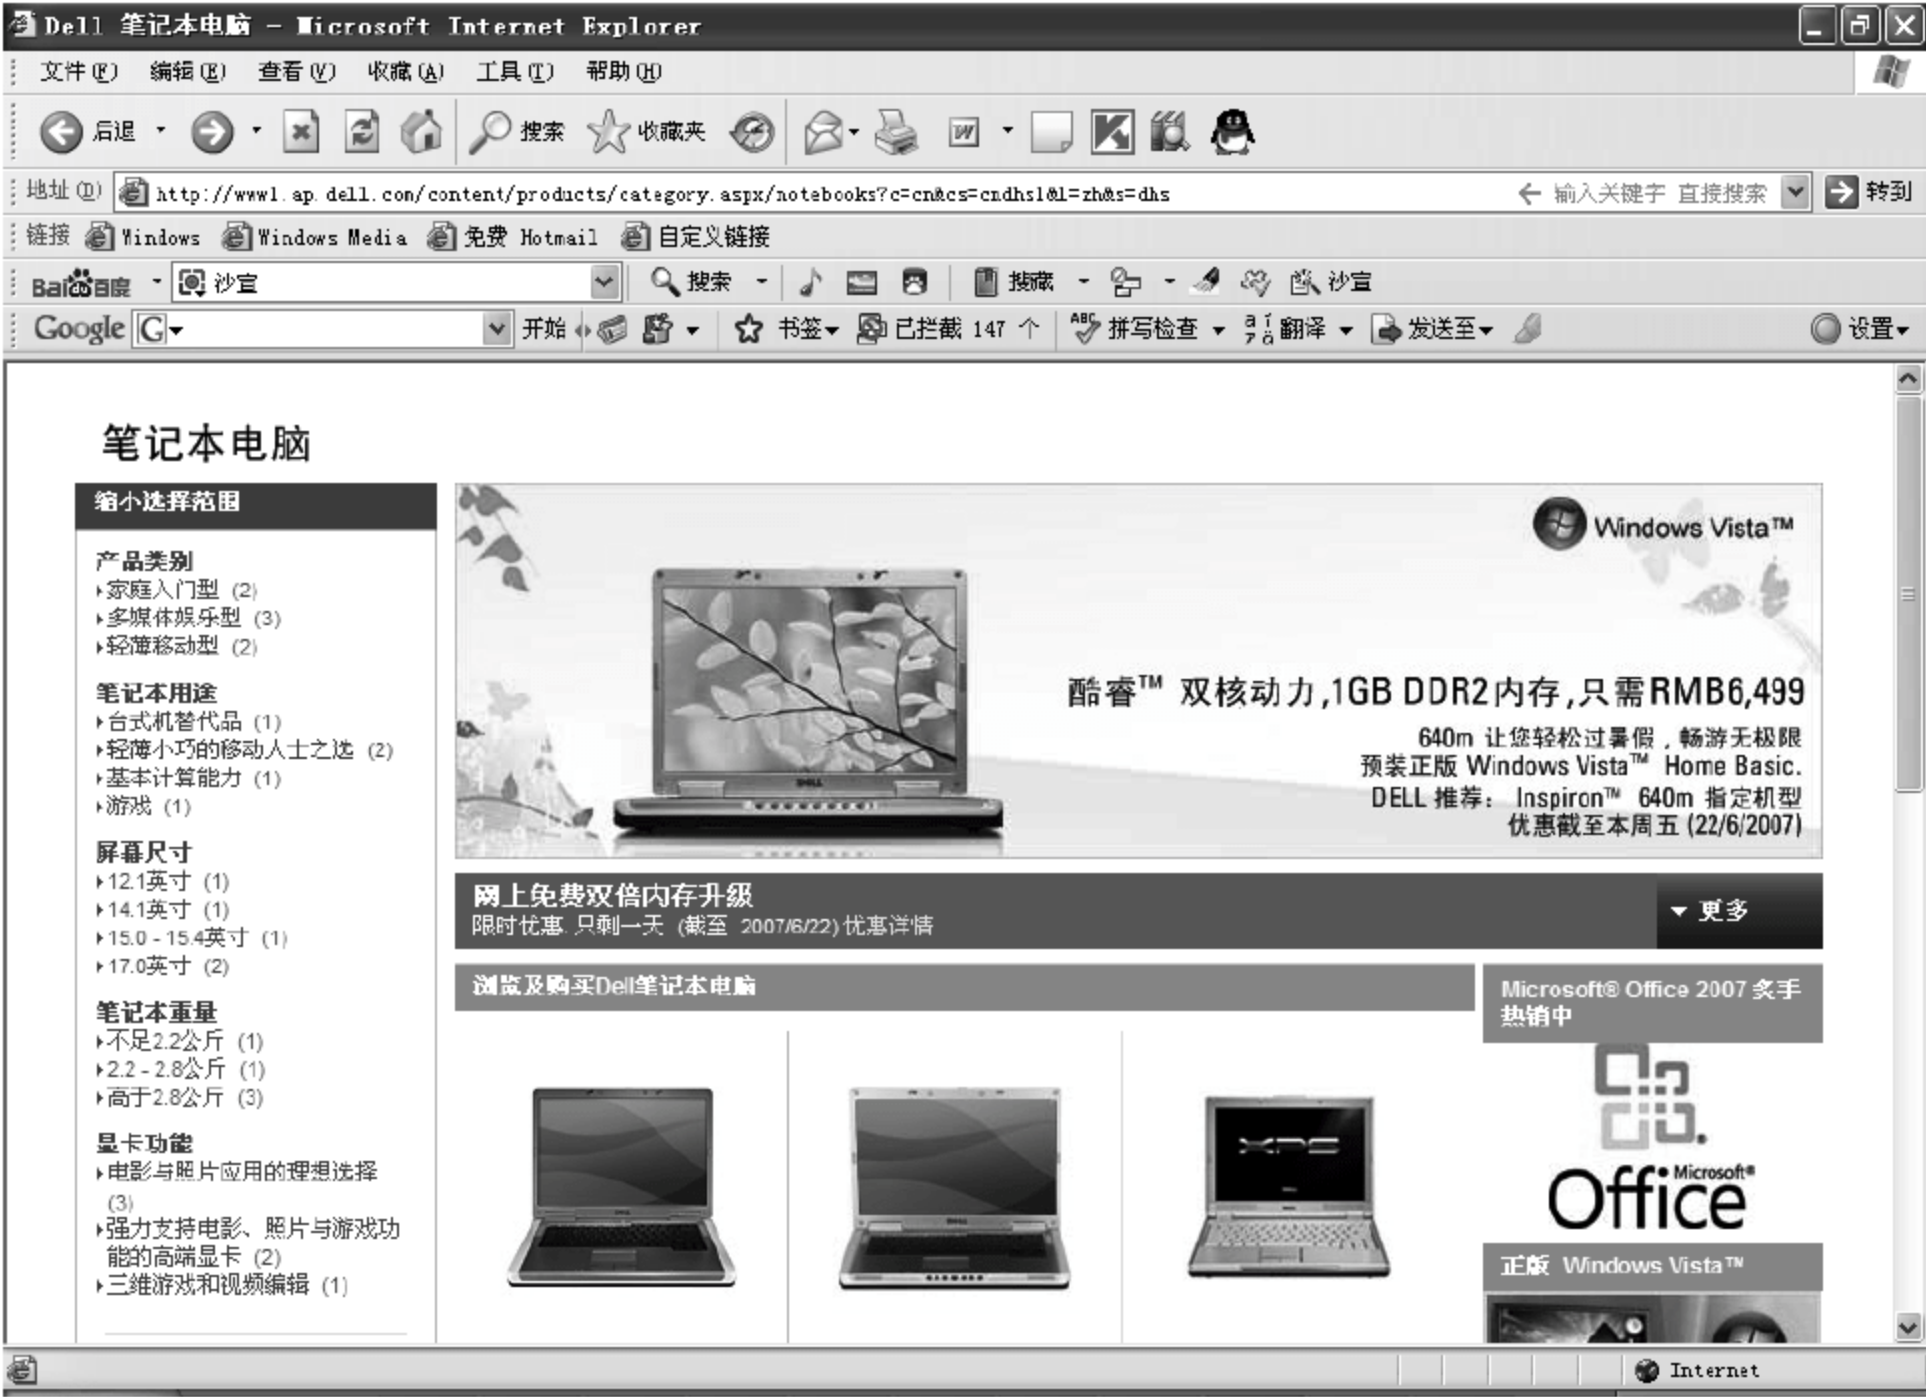 Dell 笔记本电脑 - Microsoft Internet Explorer
文件(F) 编辑(E) 查看(V) 收藏(A) 工具(T) 帮助(H)
后退 搜索 收藏夹
地址(D) http://www1.ap.dell.com/content/products/category.aspx/notebooks?c=cn&cs=cndhs1&l=zh&s=dhs 输入关键字 直接搜索 转到
链接 Windows Windows Media 免费 Hotmail 自定义链接
Baidu百度 沙宣 搜索 搜藏 沙宣
Google G 开始 书签 已拦截 147 个 ABC 拼写检查 翻译 发送至 设置
笔记本电脑
缩小选择范围
产品类别
家庭入门型 (2)
多媒体娱乐型 (3)
轻薄移动型 (2)
笔记本用途
台式机替代品 (1)
轻薄小巧的移动人士之选 (2)
基本计算能力 (1)
游戏 (1)
屏幕尺寸
12.1英寸 (1)
14.1英寸 (1)
15.0 - 15.4英寸 (1)
17.0英寸 (2)
笔记本重量
不足2.2公斤 (1)
2.2 - 2.8公斤 (1)
高于2.8公斤 (3)
显卡功能
电影与照片应用的理想选择
(3)
强力支持电影、照片与游戏功
能的高端显卡 (2)
三维游戏和视频编辑 (1)
Windows Vista™
DELL
酷睿™ 双核动力,1GB DDR2内存,只需RMB6,499
640m 让您轻松过暑假，畅游无极限
预装正版 Windows Vista™ Home Basic.
DELL 推荐： Inspiron™ 640m 指定机型
优惠截至本周五 (22/6/2007)
网上免费双倍内存升级
限时优惠. 只剩一天 (截至 2007/6/22) 优惠详情
更多
浏览及购买Dell笔记本电脑
XPS
Microsoft® Office 2007 炙手
热销中
Microsoft®
Office
正版 Windows Vista™
Internet